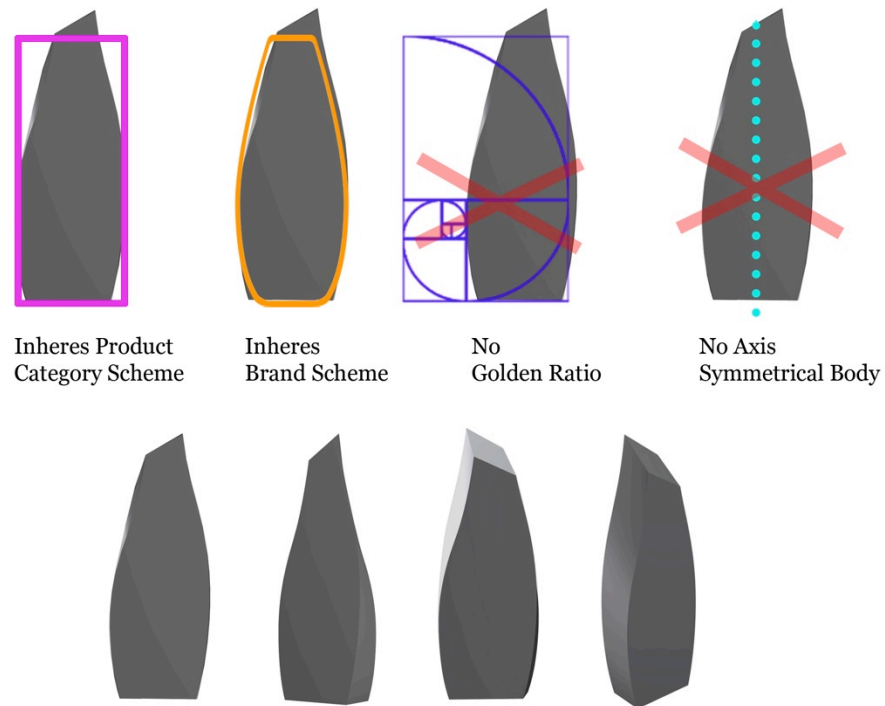 Inheres Product
Category Scheme
Inheres
Brand Scheme
No
Golden Ratio
No Axis
Symmetrical Body